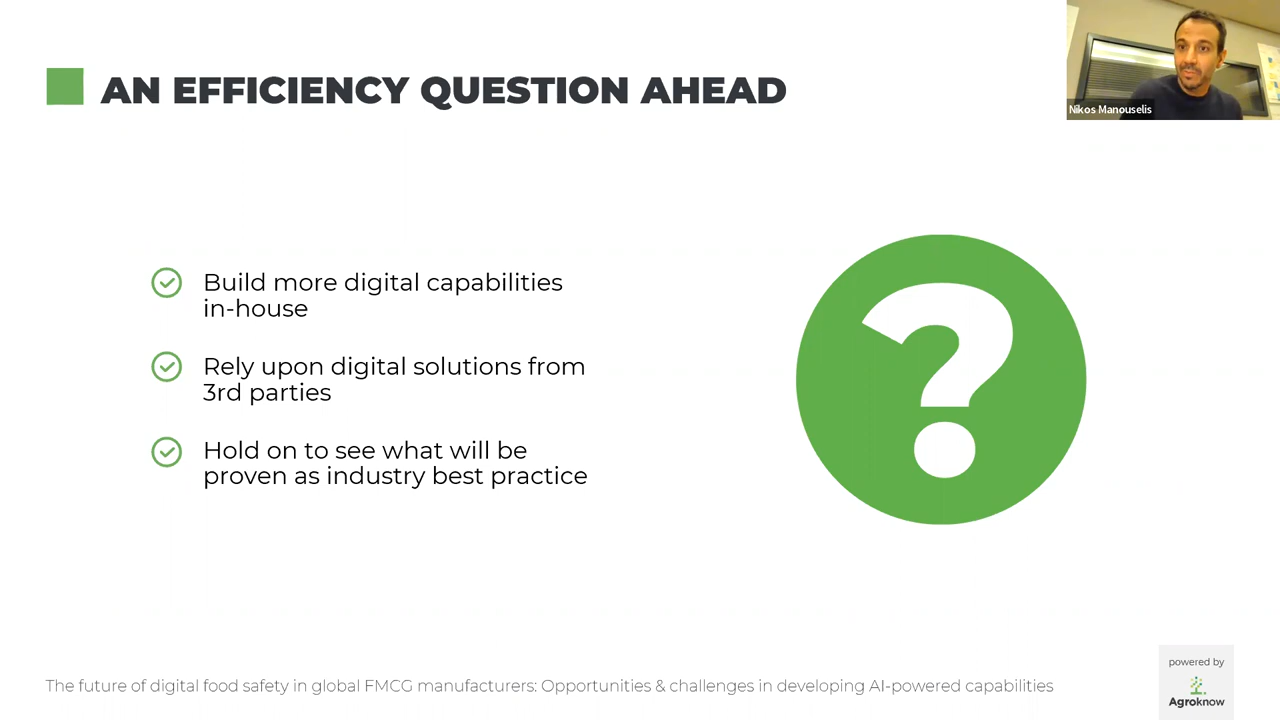 AN EFFICIENCY QUESTION AHEAD
Nikos Manouselis
Build more digital capabilities
in-house
Rely upon digital solutions from
3rd parties
Hold on to see what will be
proven as industry best practice
?
The future of digital food safety in global FMCG manufacturers: Opportunities & challenges in developing AI-powered capabilities
powered by
Agroknow